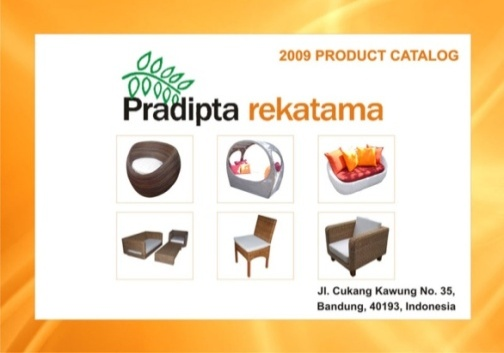 2009 PRODUCT CATALOG
Pradipta rekatama
Jl. Cukang Kawung No. 35,
Bandung, 40193, Indonesia